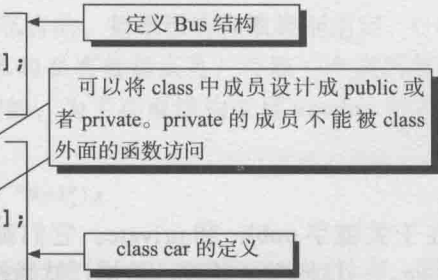 定义 Bus 结构
];
可以将 class 中成员设计成 public 或
者 private。private 的成员不能被 class
外面的函数访问
];
class car 的定义